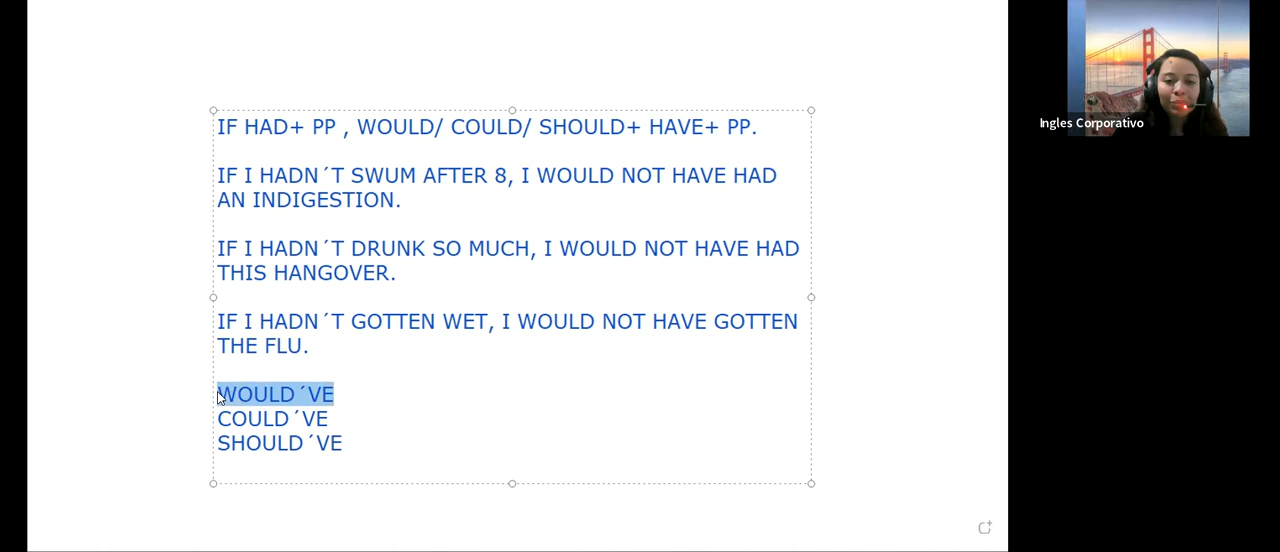 IF HAD+ PP , WOULD/ COULD/ SHOULD+ HAVE+ PP.
IF I HADN´T SWUM AFTER 8, I WOULD NOT HAVE HAD
AN INDIGESTION.
IF I HADN´T DRUNK SO MUCH, I WOULD NOT HAVE HAD
THIS HANGOVER.
IF I HADN´T GOTTEN WET, I WOULD NOT HAVE GOTTEN
THE FLU.
WOULD´VE
COULD´VE
SHOULD´VE
Ingles Corporativo